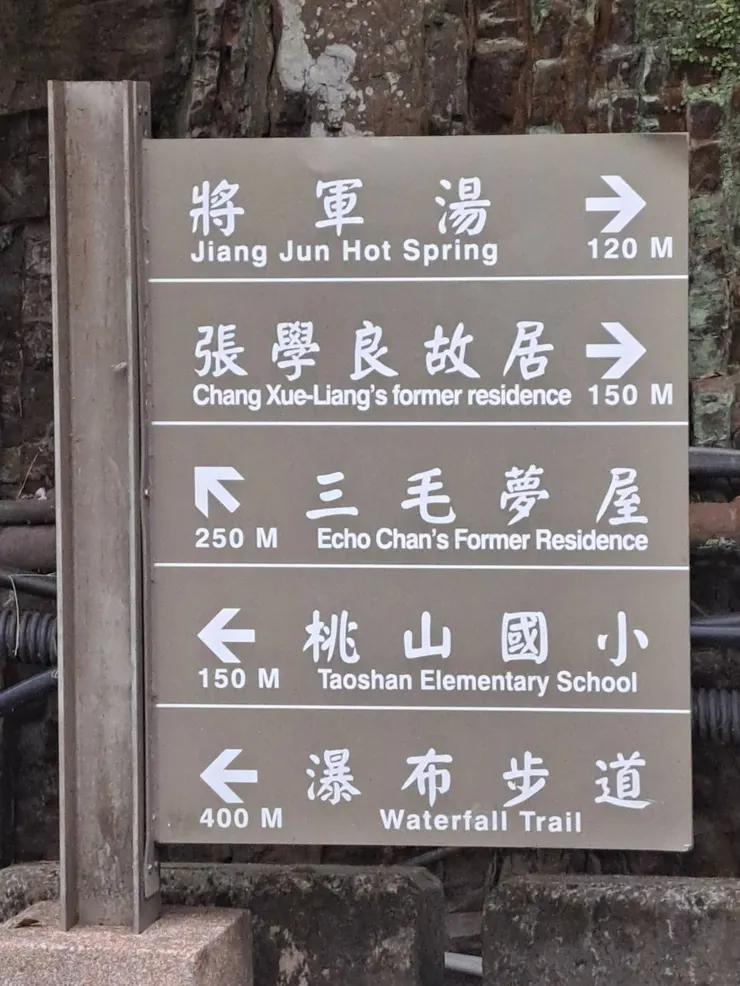 將軍湯
Jiang Jun Hot Spring
120 M
張學良故居
Chang Xue-Liang's former residence
150 M
三毛夢屋
250 M
Echo Chan's Former Residence
桃山國小
150 M
Taoshan Elementary School
瀑布步道
400 M
Waterfall Trail